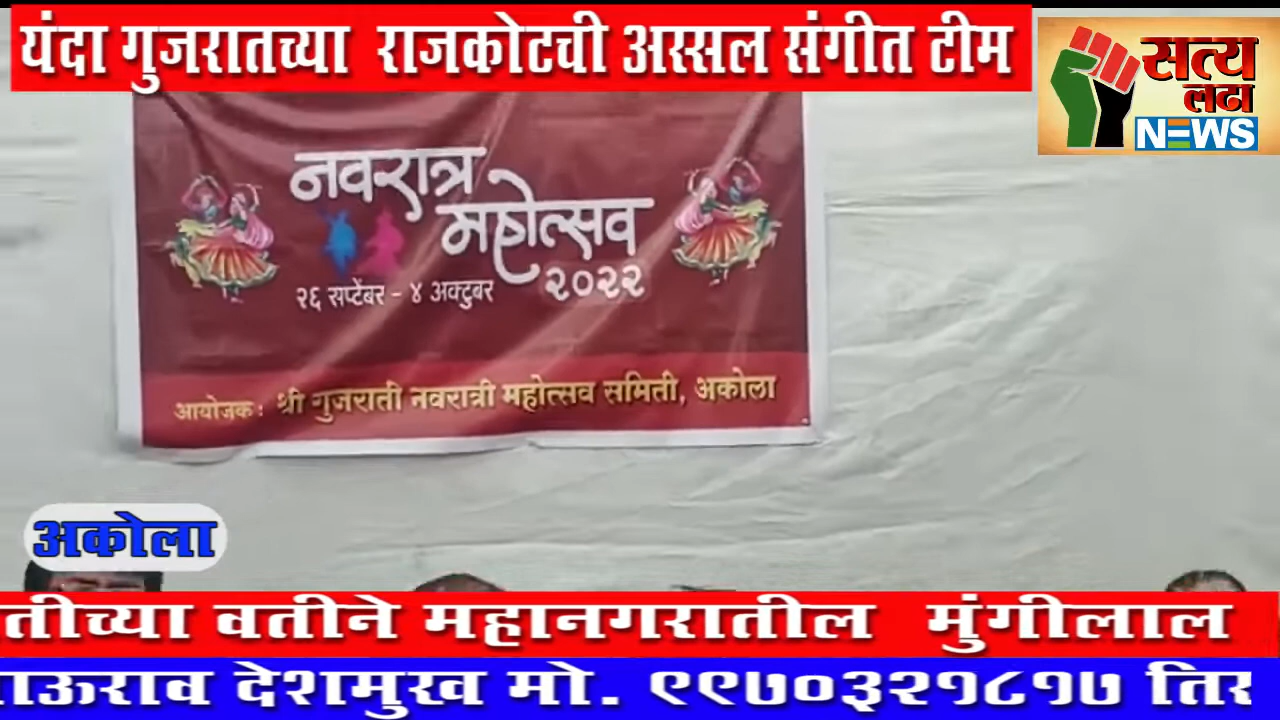 यंदा गुजरातच्या राजकोटची अस्सल संगीत टीम
सत्य
लढा
NEWS
नवरात्र
महोत्सव
२०२२
२६ सप्टेंबर - ४ अक्टुबर
आयोजक: श्री गुजराती नवरात्री महोत्सव समिती, अकोला
अकोला
तीच्या वतीने महानगरातील मुंगीलाल
ाऊराव देशमुख मो. ९९७०३२१८१७ तिर